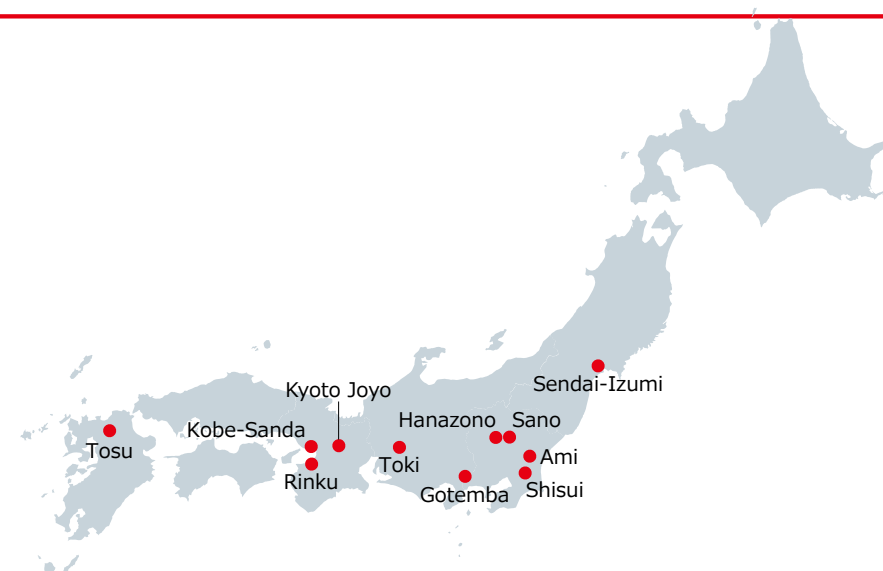 Sendai-Izumi
Kyoto Joyo
Hanazono
Sano
Kobe-Sanda
Tosu
Ami
Toki
Rinku
Gotemba
Shisui